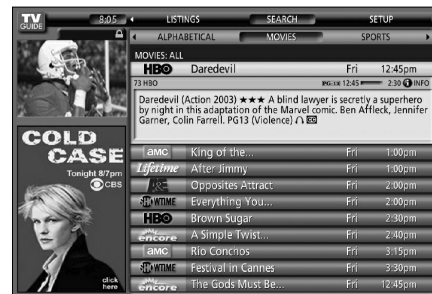 TV
GUIDE
8:05
LISTINGS
SEARCH
SETUP
ALPHABETICAL
MOVIES
SPORTS
MOVIES: ALL
HBO Daredevil Fri 12:45pm
73 HBO 12:45 2:30 INFO
Daredevil (Action 2003) ★★★ A blind lawyer is secretly a superhero
by night in this adaptation of the Marvel comic. Ben Affleck, Jennifer
Garner, Colin Farrell. PG13 (Violence)
amc King of the... Fri 1:00pm
Lifetime After Jimmy Fri 1:00pm
A&E Opposites Attract Fri 2:00pm
SHOWTIME Everything You... Fri 2:00pm
HBO Brown Sugar Fri 2:30pm
encore A Simple Twist... Fri 2:40pm
amc Rio Conchos Fri 3:15pm
SHOWTIME Festival in Cannes Fri 3:30pm
encore The Gods Must Be... Fri 12:45pm
COLD
CASE
Tonight 8/7pm
CBS
click
here